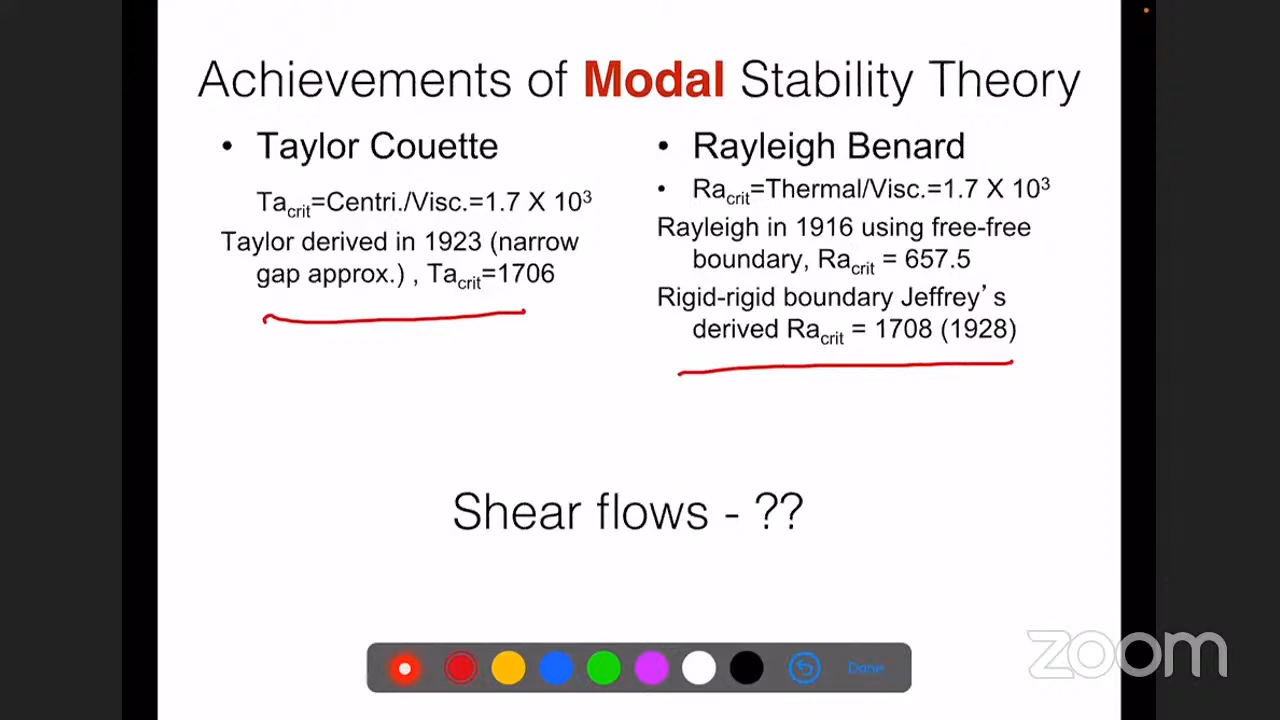 Achievements of Modal Stability Theory
• Taylor Couette
Ta_crit=Centri./Visc.=1.7 X 10³
Taylor derived in 1923 (narrow
gap approx.) , Ta_crit=1706
• Rayleigh Benard
• Ra_crit=Thermal/Visc.=1.7 X 10³
Rayleigh in 1916 using free-free
boundary, Ra_crit = 657.5
Rigid-rigid boundary Jeffrey's
derived Ra_crit = 1708 (1928)
Shear flows - ??
Done
zoom